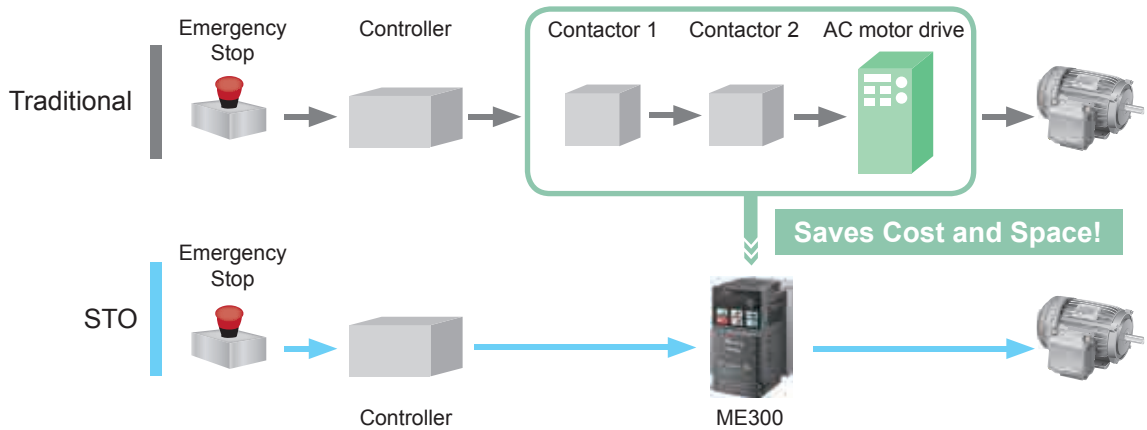 Emergency
Stop
Controller
Contactor 1
Contactor 2
AC motor drive
Traditional
Saves Cost and Space!
Emergency
Stop
STO
Controller
ME300